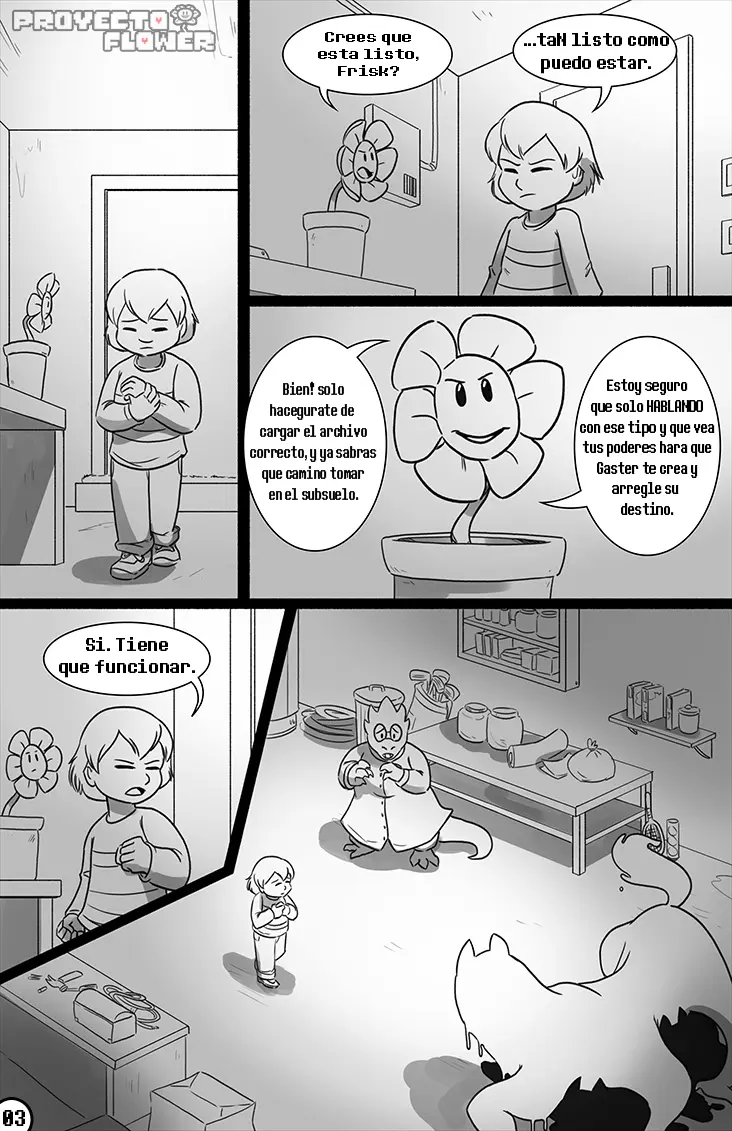 PROYECTO
FLOWER
Crees que
esta listo,
Frisk?
...taN listo como
puedo estar.
Bien! solo
hacegurate de
cargar el archivo
correcto, y ya sabras
que camino tomar
en el subsuelo.
Estoy seguro
que solo HABLANDO
con ese tipo y que vea
tus poderes hara que
Gaster te crea y
arregle su
destino.
Si. Tiene
que funcionar.
03